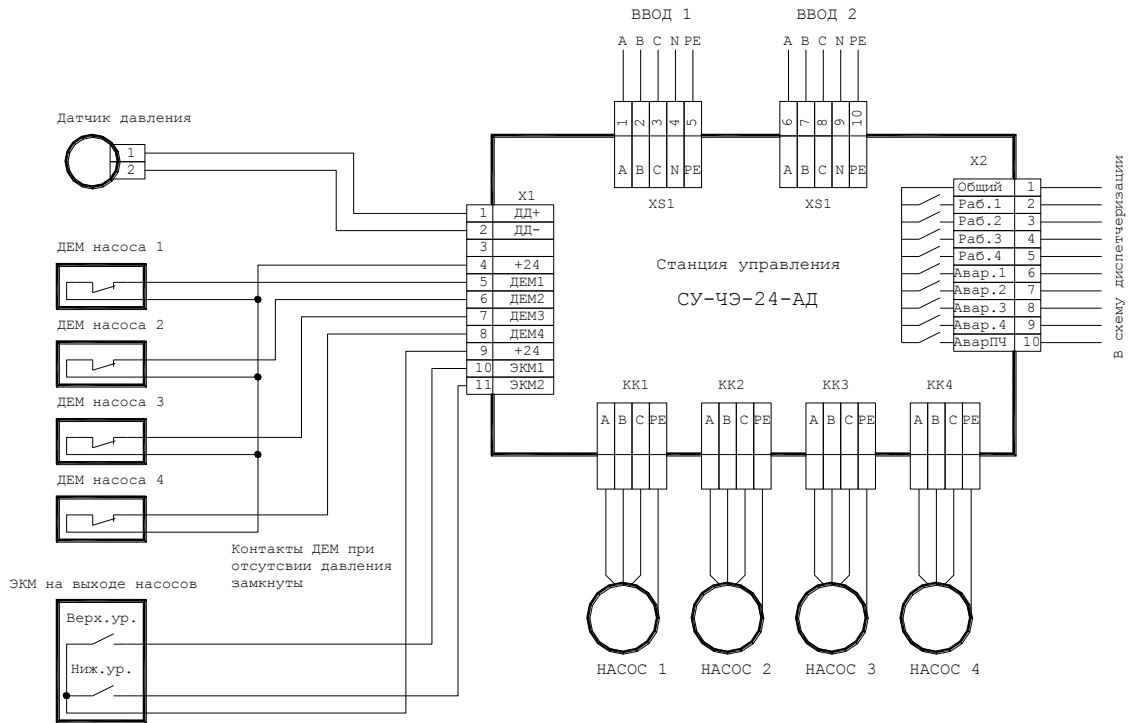 ВВОД 1
A B C N PE
1 2 3 4 5
A B C N PE
XS1
ВВОД 2
A B C N PE
6 7 8 9 10
A B C N PE
XS1
Датчик давления
1
2
ДЕМ насоса 1
ДЕМ насоса 2
ДЕМ насоса 3
ДЕМ насоса 4
Контакты ДЕМ при
отсутсвии давления
замкнуты
ЭКМ на выходе насосов
Верх.ур.
Ниж.ур.
X1
1 ДД+
2 ДД-
3
4 +24
5 ДЕМ1
6 ДЕМ2
7 ДЕМ3
8 ДЕМ4
9 +24
10 ЭКМ1
11 ЭКМ2
Станция управления
СУ-ЧЭ-24-АД
X2
Общий 1
Раб.1 2
Раб.2 3
Раб.3 4
Раб.4 5
Авар.1 6
Авар.2 7
Авар.3 8
Авар.4 9
АварПЧ 10
В схему диспетчеризации
КК1
A B C PE
НАСОС 1
КК2
A B C PE
НАСОС 2
КК3
A B C PE
НАСОС 3
КК4
A B C PE
НАСОС 4